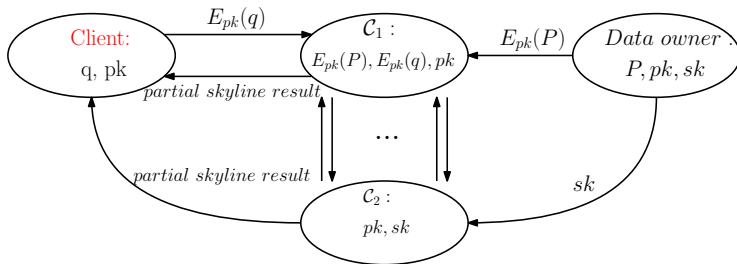 Client:
q, pk
E_{pk}(q)
partial skyline result
C_1 :
E_{pk}(P), E_{pk}(q), pk
E_{pk}(P)
Data owner :
P, pk, sk
...
partial skyline result
C_2 :
pk, sk
sk